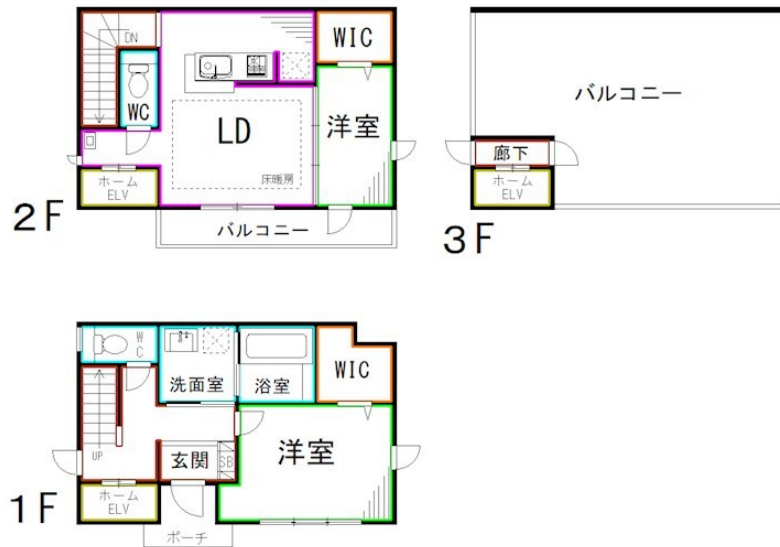 DN
WC
LD
床暖房
WIC
洋室
ホーム
ELV
バルコニー
2F
バルコニー
廊下
ホーム
ELV
3F
WC
洗面室
浴室
WIC
UP
玄関
SB
洋室
ホーム
ELV
ポーチ
1F